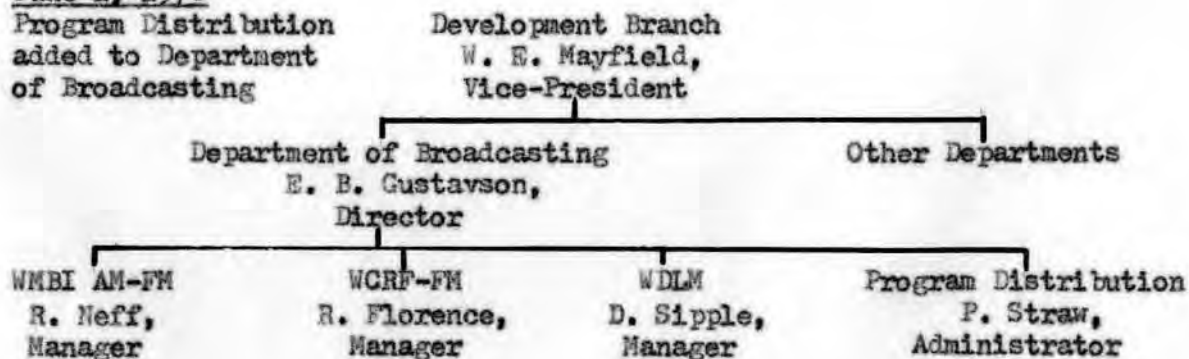 Program Distribution
added to Department
of Broadcasting
Development Branch
W. E. Mayfield,
Vice-President
Department of Broadcasting
E. B. Gustavson,
Director
Other Departments
WMBI AM-FM
R. Neff,
Manager
WCRF-FM
R. Florence,
Manager
WDLM
D. Sipple,
Manager
Program Distribution
P. Straw,
Administrator